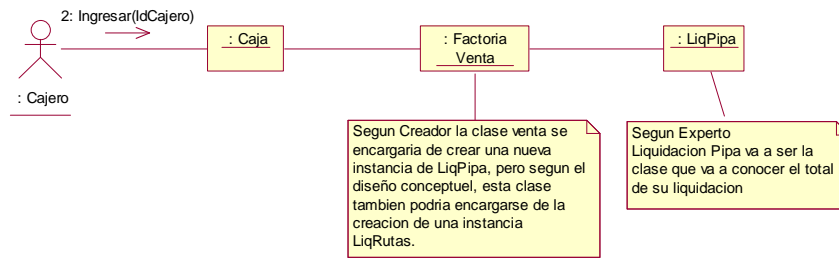 2: Ingresar(IdCajero)
: Cajero
: Caja
: Factoria
Venta
: LiqPipa
Segun Creador la clase venta se
encargaria de crear una nueva
instancia de LiqPipa, pero segun el
diseño conceptuel, esta clase
tambien podria encargarse de la
creacion de una instancia
LiqRutas.
Segun Experto
Liquidacion Pipa va a ser la
clase que va a conocer el total
de su liquidacion